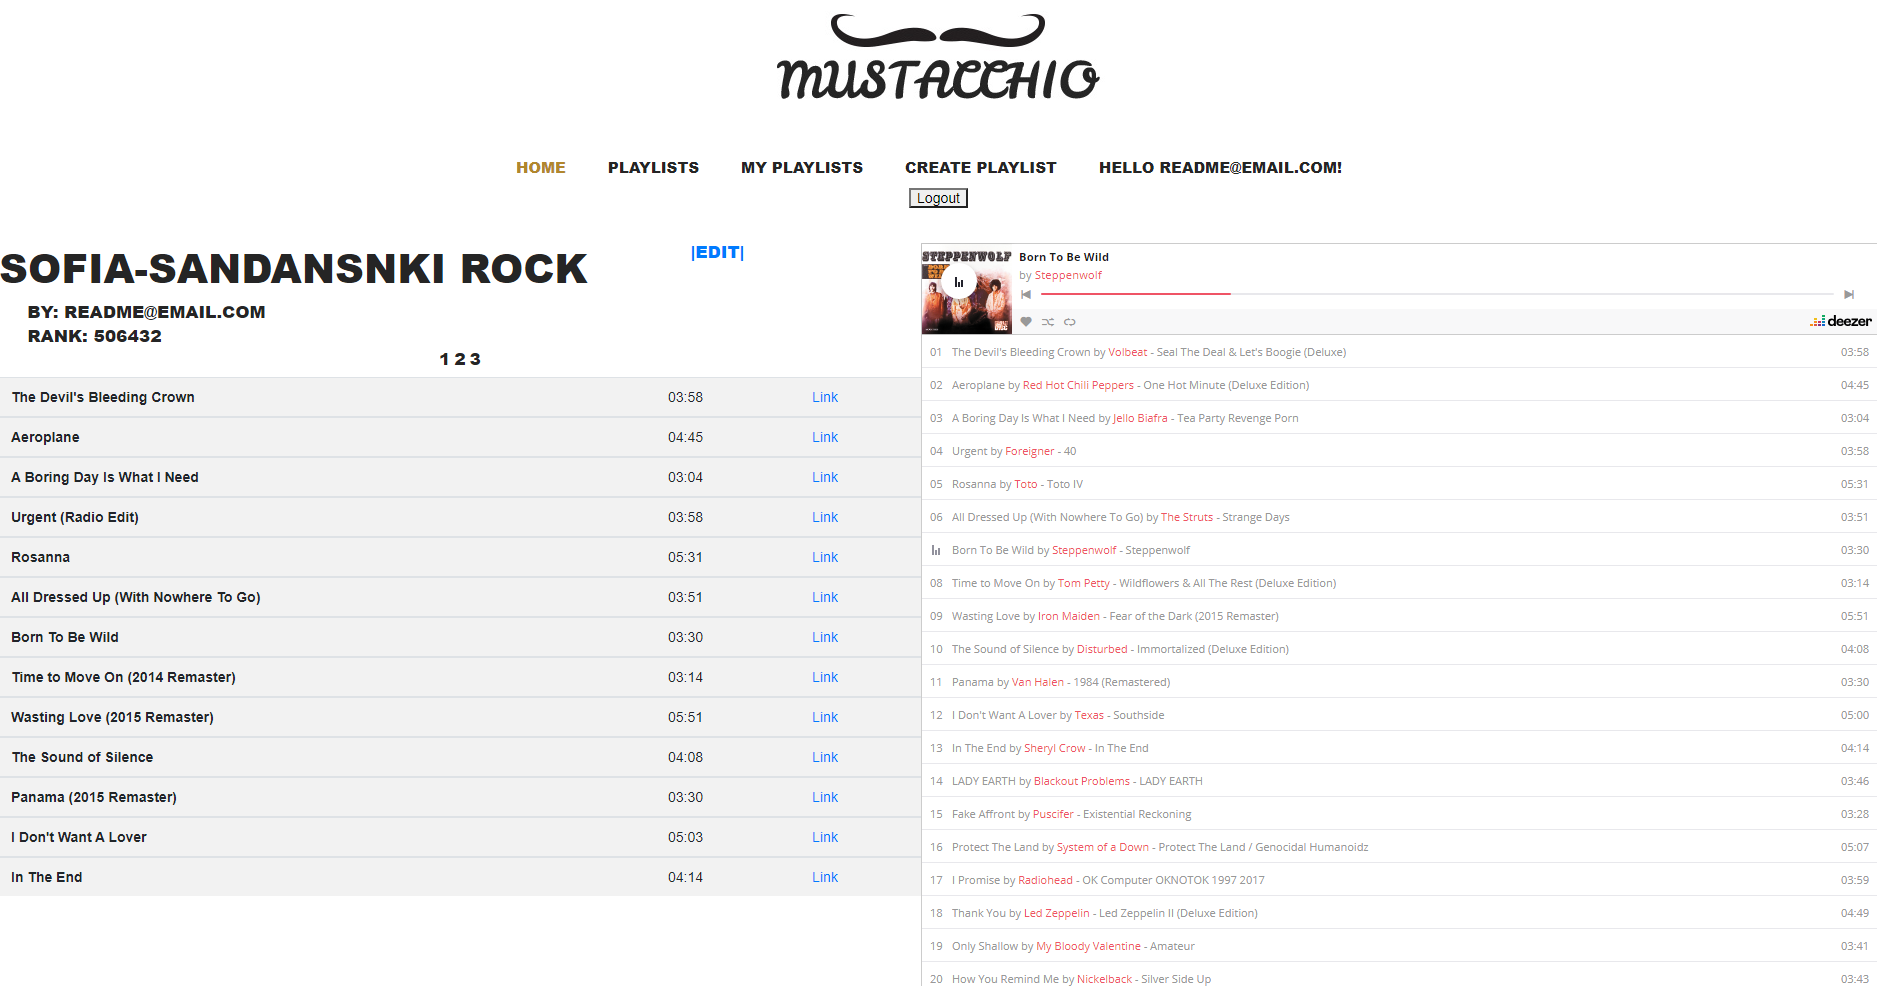 MUSTACCHIO
HOME PLAYLISTS MY PLAYLISTS CREATE PLAYLIST HELLO README@EMAIL.COM!
Logout
SOFIA-SANDANSNKI ROCK |EDIT|
BY: README@EMAIL.COM
RANK: 506432
1 2 3
The Devil's Bleeding Crown 03:58 Link
Aeroplane 04:45 Link
A Boring Day Is What I Need 03:04 Link
Urgent (Radio Edit) 03:58 Link
Rosanna 05:31 Link
All Dressed Up (With Nowhere To Go) 03:51 Link
Born To Be Wild 03:30 Link
Time to Move On (2014 Remaster) 03:14 Link
Wasting Love (2015 Remaster) 05:51 Link
The Sound of Silence 04:08 Link
Panama (2015 Remaster) 03:30 Link
I Don't Want A Lover 05:03 Link
In The End 04:14 Link
STEPPENWOLF
Born To Be Wild
by Steppenwolf
deezer
01 The Devil's Bleeding Crown by Volbeat - Seal The Deal & Let's Boogie (Deluxe) 03:58
02 Aeroplane by Red Hot Chili Peppers - One Hot Minute (Deluxe Edition) 04:45
03 A Boring Day Is What I Need by Jello Biafra - Tea Party Revenge Porn 03:04
04 Urgent by Foreigner - 40 03:58
05 Rosanna by Toto - Toto IV 05:31
06 All Dressed Up (With Nowhere To Go) by The Struts - Strange Days 03:51
Born To Be Wild by Steppenwolf - Steppenwolf 03:30
08 Time to Move On by Tom Petty - Wildflowers & All The Rest (Deluxe Edition) 03:14
09 Wasting Love by Iron Maiden - Fear of the Dark (2015 Remaster) 05:51
10 The Sound of Silence by Disturbed - Immortalized (Deluxe Edition) 04:08
11 Panama by Van Halen - 1984 (Remastered) 03:30
12 I Don't Want A Lover by Texas - Southside 05:00
13 In The End by Sheryl Crow - In The End 04:14
14 LADY EARTH by Blackout Problems - LADY EARTH 03:46
15 Fake Affront by Puscifer - Existential Reckoning 03:28
16 Protect The Land by System of a Down - Protect The Land / Genocidal Humanoidz 05:07
17 I Promise by Radiohead - OK Computer OKNOTOK 1997 2017 03:59
18 Thank You by Led Zeppelin - Led Zeppelin II (Deluxe Edition) 04:49
19 Only Shallow by My Bloody Valentine - Amateur 03:41
20 How You Remind Me by Nickelback - Silver Side Up 03:43